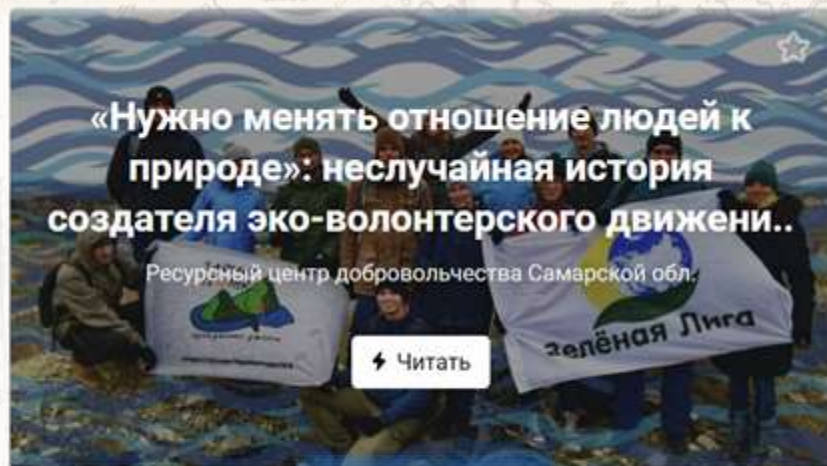 «Нужно менять отношение людей к
природе»: неслучайная история
создателя эко-волонтерского движени..
Ресурсный центр добровольчества Самарской обл.
Читать
Зелёная Лига